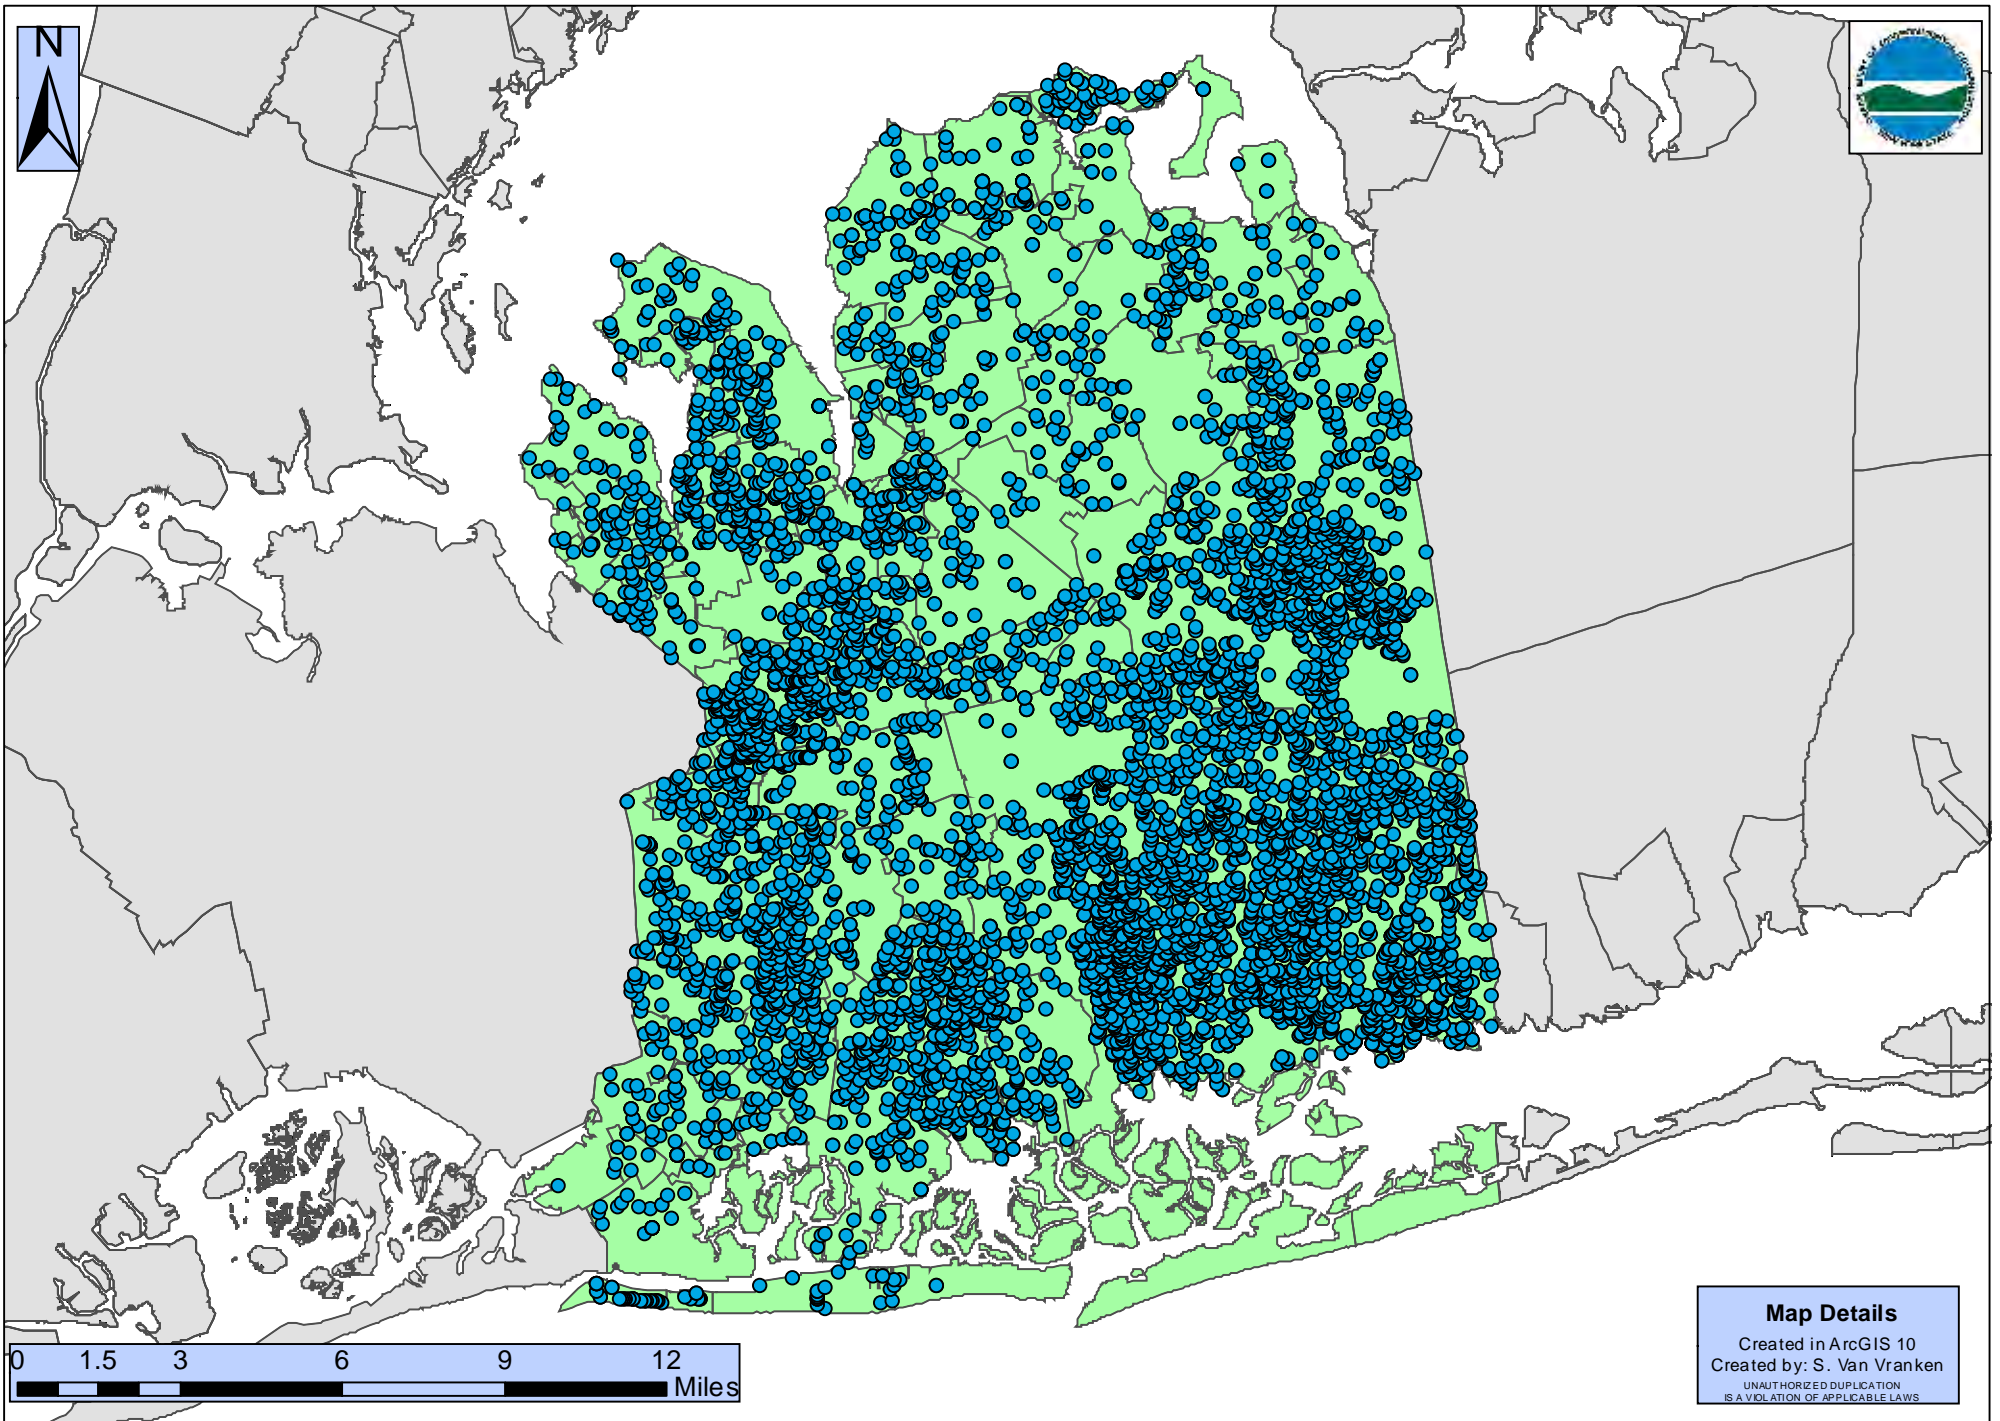 N
0 1.5 3 6 9 12
Miles
Map Details
Created in ArcGIS 10
Created by: S. Van Vranken
UNAUTHORIZED DUPLICATION
IS A VIOLATION OF APPLICABLE LAWS